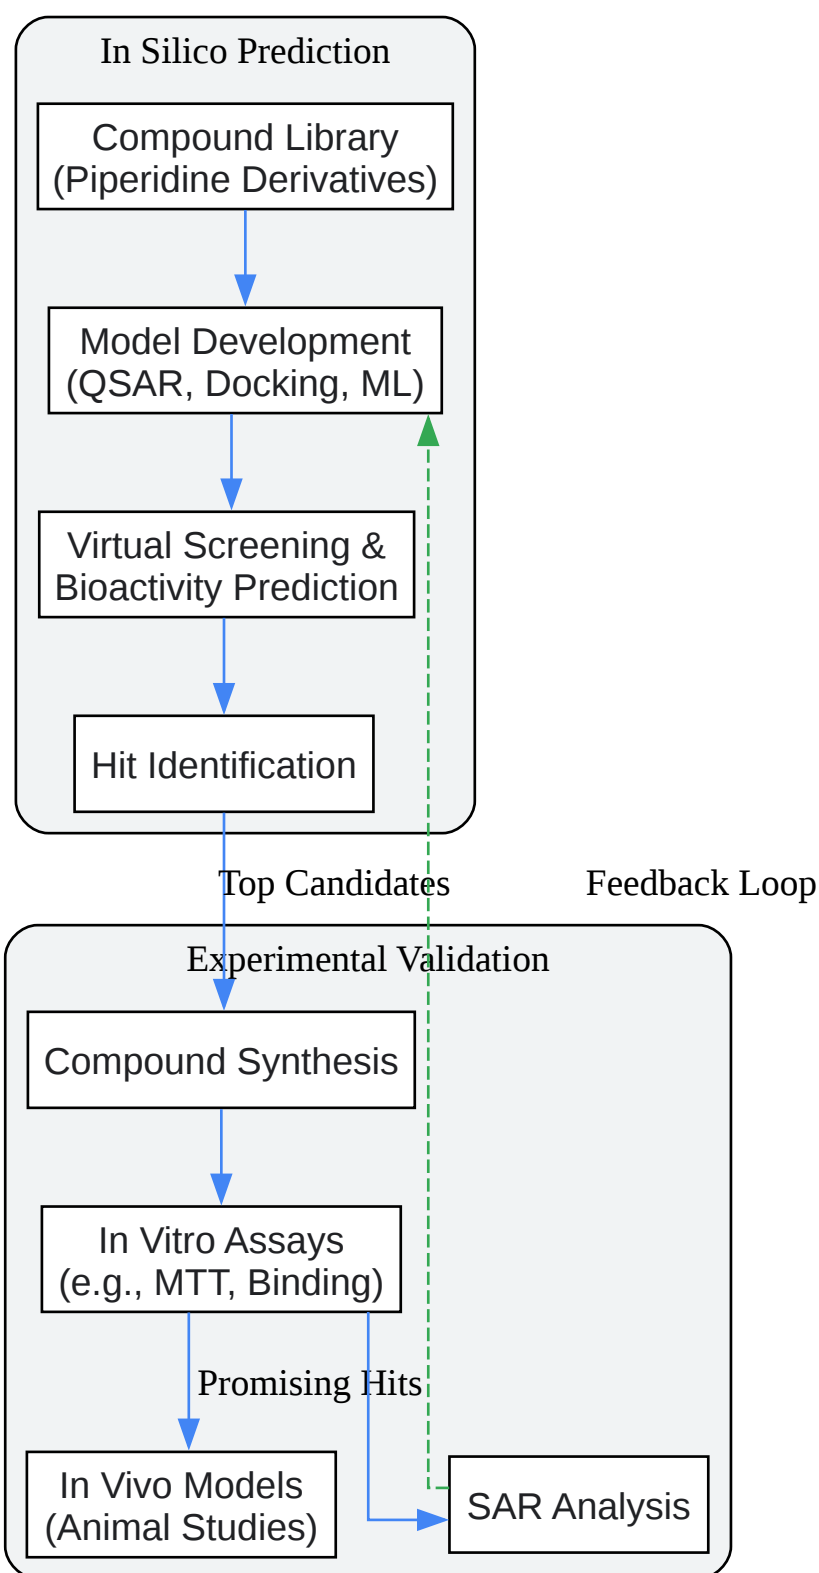 In Silico Prediction
Compound Library
(Piperidine Derivatives)
Model Development
(QSAR, Docking, ML)
Virtual Screening &
Bioactivity Prediction
Hit Identification
Top Candidates
Feedback Loop
Experimental Validation
Compound Synthesis
In Vitro Assays
(e.g., MTT, Binding)
Promising Hits
In Vivo Models
(Animal Studies)
SAR Analysis